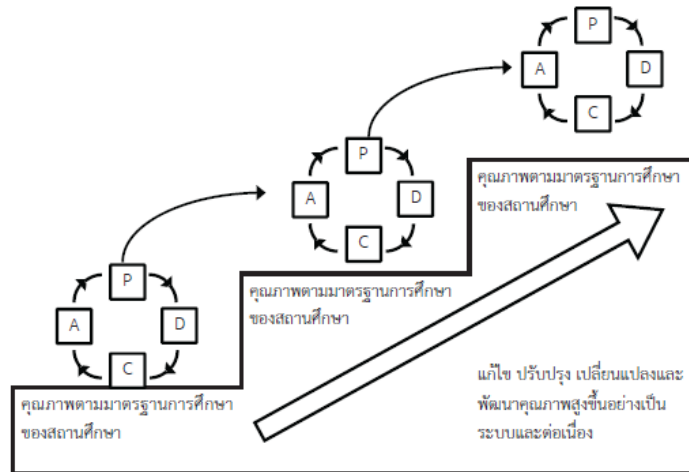 P
A
D
C
คุณภาพตามมาตรฐานการศึกษา
ของสถานศึกษา
P
A
D
C
คุณภาพตามมาตรฐานการศึกษา
ของสถานศึกษา
P
A
D
C
คุณภาพตามมาตรฐานการศึกษา
ของสถานศึกษา
แก้ไข ปรับปรุง เปลี่ยนแปลงและ
พัฒนาคุณภาพสูงขึ้นอย่างเป็น
ระบบและต่อเนื่อง